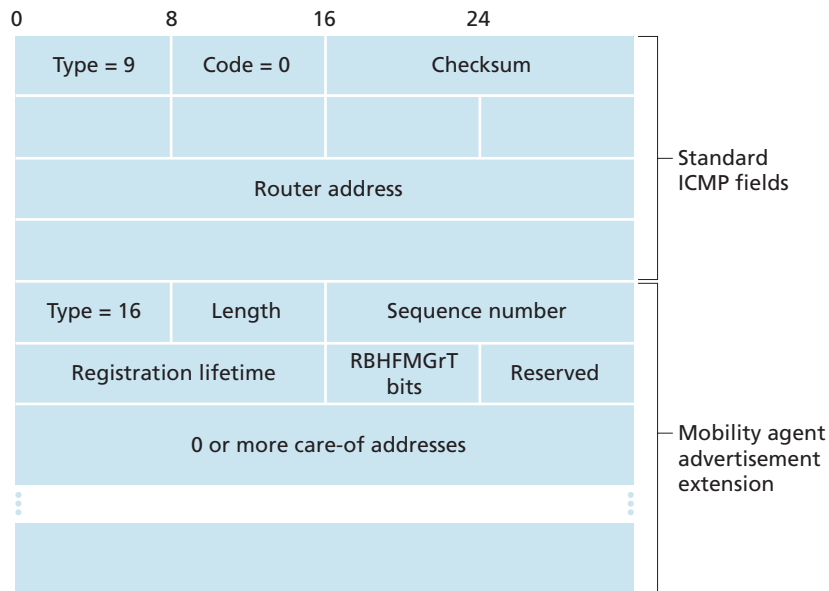 0 8 16 24
Type = 9 Code = 0 Checksum
Standard
ICMP fields
Router address
Type = 16 Length Sequence number
Registration lifetime RBHFMGrT
bits Reserved
0 or more care-of addresses
Mobility agent
advertisement
extension